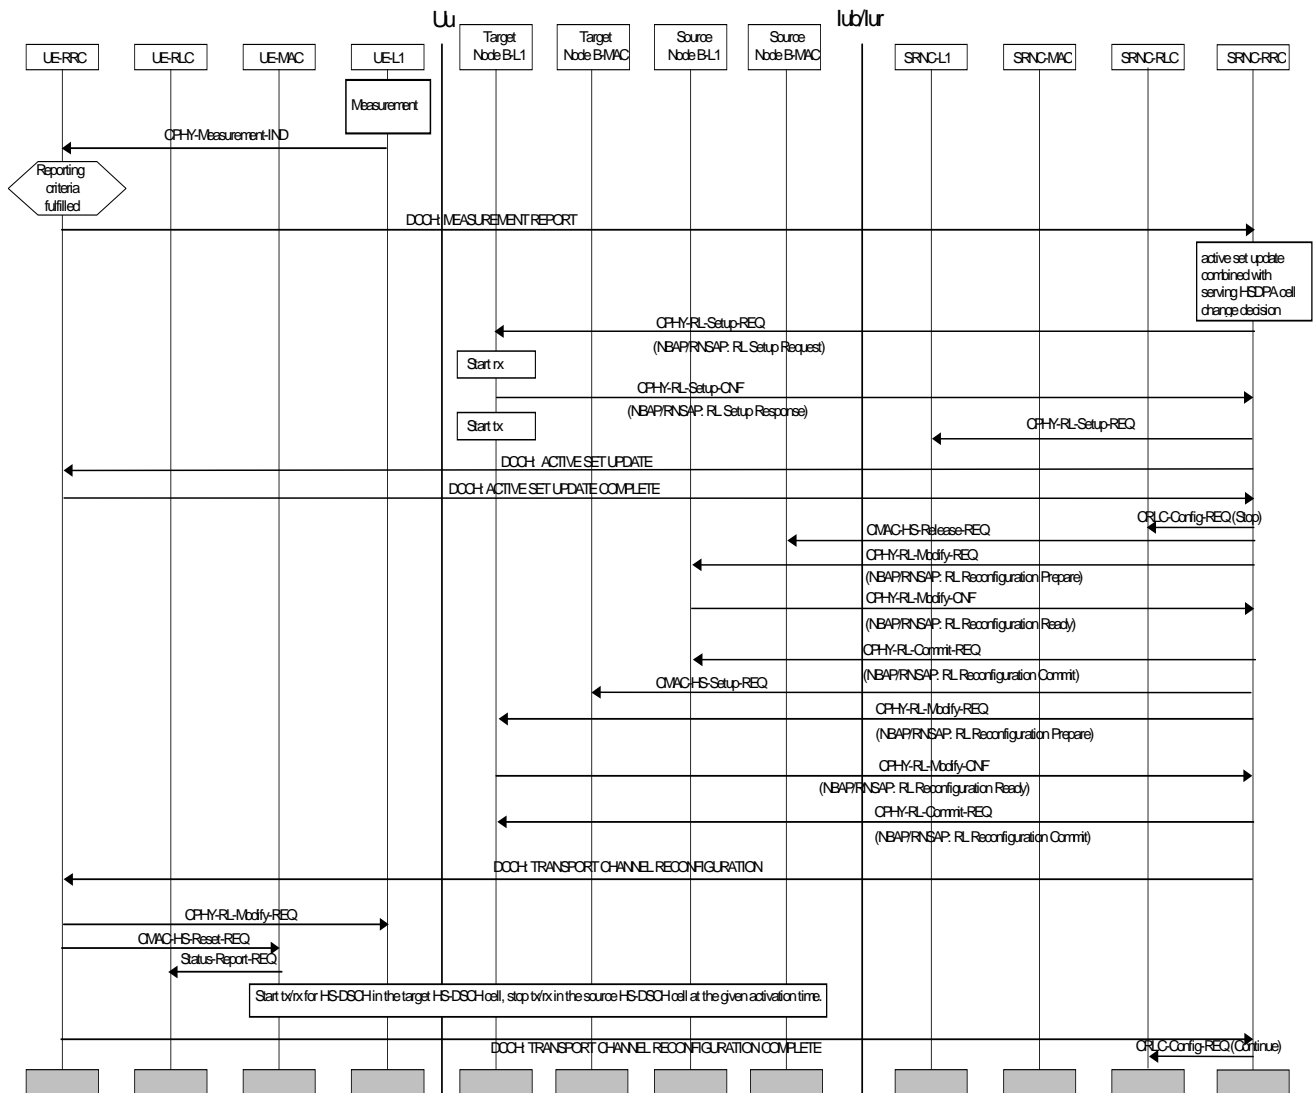 Uu
Iub/Iur
UE-RRC
UE-RLC
UE-MAC
UE-L1
Target
Node B-L1
Target
Node B-MAC
Source
Node B-L1
Source
Node B-MAC
SRNC-L1
SRNC-MAC
SRNC-RLC
SRNC-RRC
Measurement
CPHY-Measurement-IND
Reporting
criteria
fulfilled
DCCH: MEASUREMENT REPORT
active set update
combined with
serving HSDPA cell
change decision
CPHY-RL-Setup-REQ
(NBAP/RNSAP: RL Setup Request)
Start rx
CPHY-RL-Setup-CNF
(NBAP/RNSAP: RL Setup Response)
Start tx
CPHY-RL-Setup-REQ
DCCH: ACTIVE SET UPDATE
DCCH: ACTIVE SET UPDATE COMPLETE
CRLC-Config-REQ (Stop)
CMAC-HS-Release-REQ
CPHY-RL-Modify-REQ
(NBAP/RNSAP: RL Reconfiguration Prepare)
CPHY-RL-Modify-CNF
(NBAP/RNSAP: RL Reconfiguration Ready)
CPHY-RL-Commit-REQ
(NBAP/RNSAP: RL Reconfiguration Commit)
CMAC-HS-Setup-REQ
CPHY-RL-Modify-REQ
(NBAP/RNSAP: RL Reconfiguration Prepare)
CPHY-RL-Modify-CNF
(NBAP/RNSAP: RL Reconfiguration Ready)
CPHY-RL-Commit-REQ
(NBAP/RNSAP: RL Reconfiguration Commit)
DCCH: TRANSPORT CHANNEL RECONFIGURATION
CPHY-RL-Modify-REQ
CMAC-HS-Reset-REQ
Status-Report-REQ
Start tx/rx for HS-DSCH in the target HS-DSCH cell, stop tx/rx in the source HS-DSCH cell at the given activation time.
DCCH: TRANSPORT CHANNEL RECONFIGURATION COMPLETE
CRLC-Config-REQ (Continue)